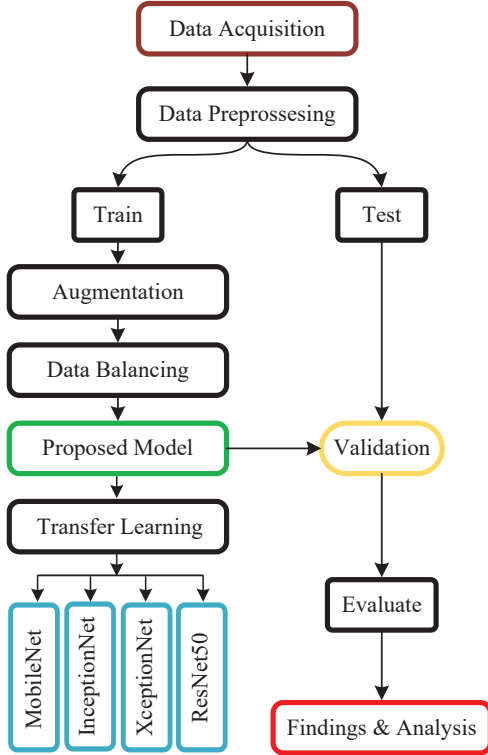 Data Acquisition
Data Preprossesing
Train
Test
Augmentation
Data Balancing
Proposed Model
Validation
Transfer Learning
MobileNet
InceptionNet
XceptionNet
ResNet50
Evaluate
Findings & Analysis